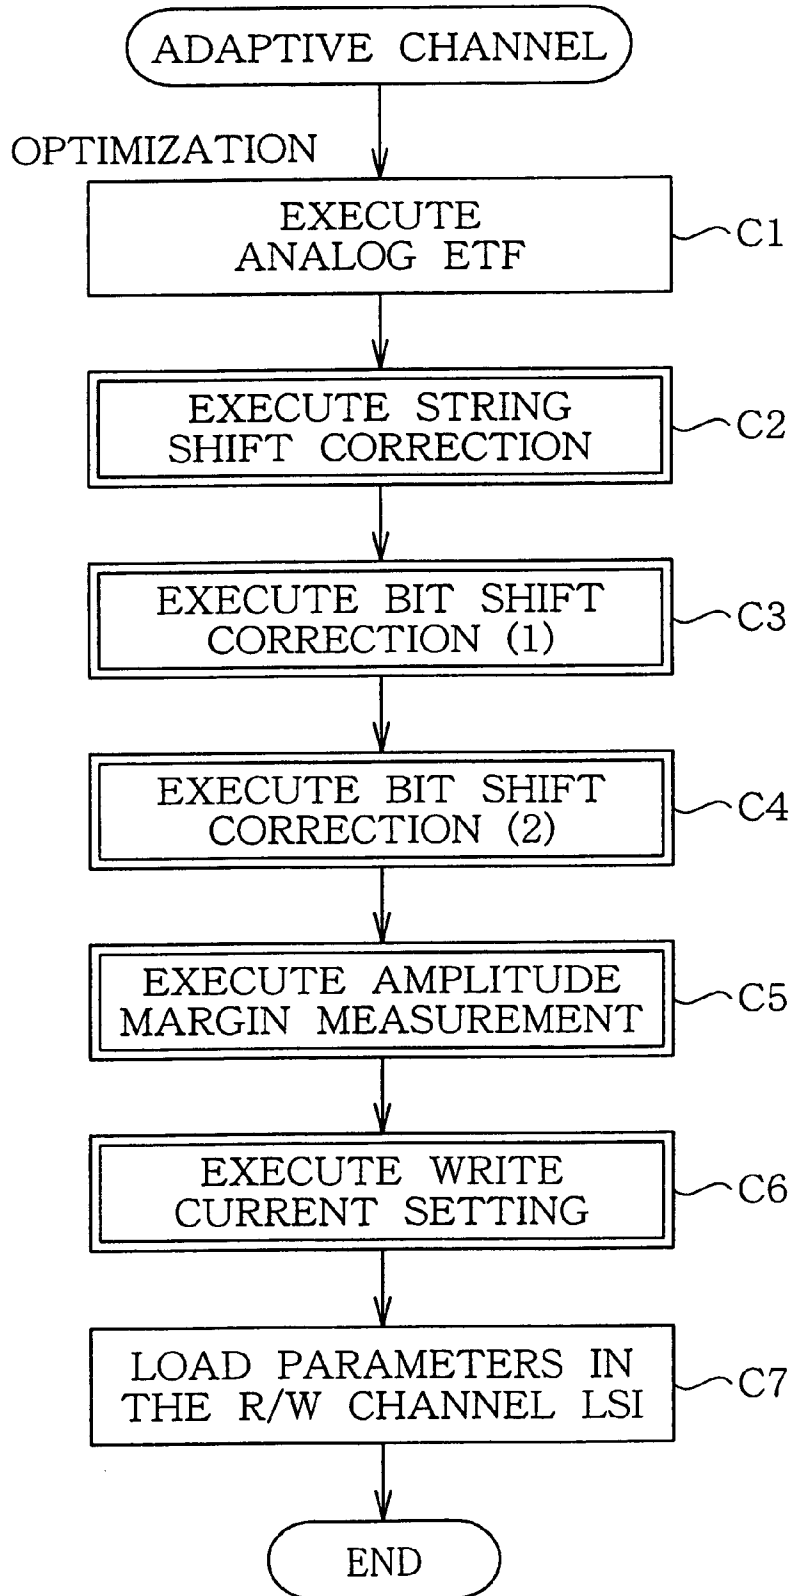 ADAPTIVE CHANNEL
OPTIMIZATION
EXECUTE
ANALOG ETF
C1
EXECUTE STRING
SHIFT CORRECTION
C2
EXECUTE BIT SHIFT
CORRECTION (1)
C3
EXECUTE BIT SHIFT
CORRECTION (2)
C4
EXECUTE AMPLITUDE
MARGIN MEASUREMENT
C5
EXECUTE WRITE
CURRENT SETTING
C6
LOAD PARAMETERS IN
THE R/W CHANNEL LSI
C7
END